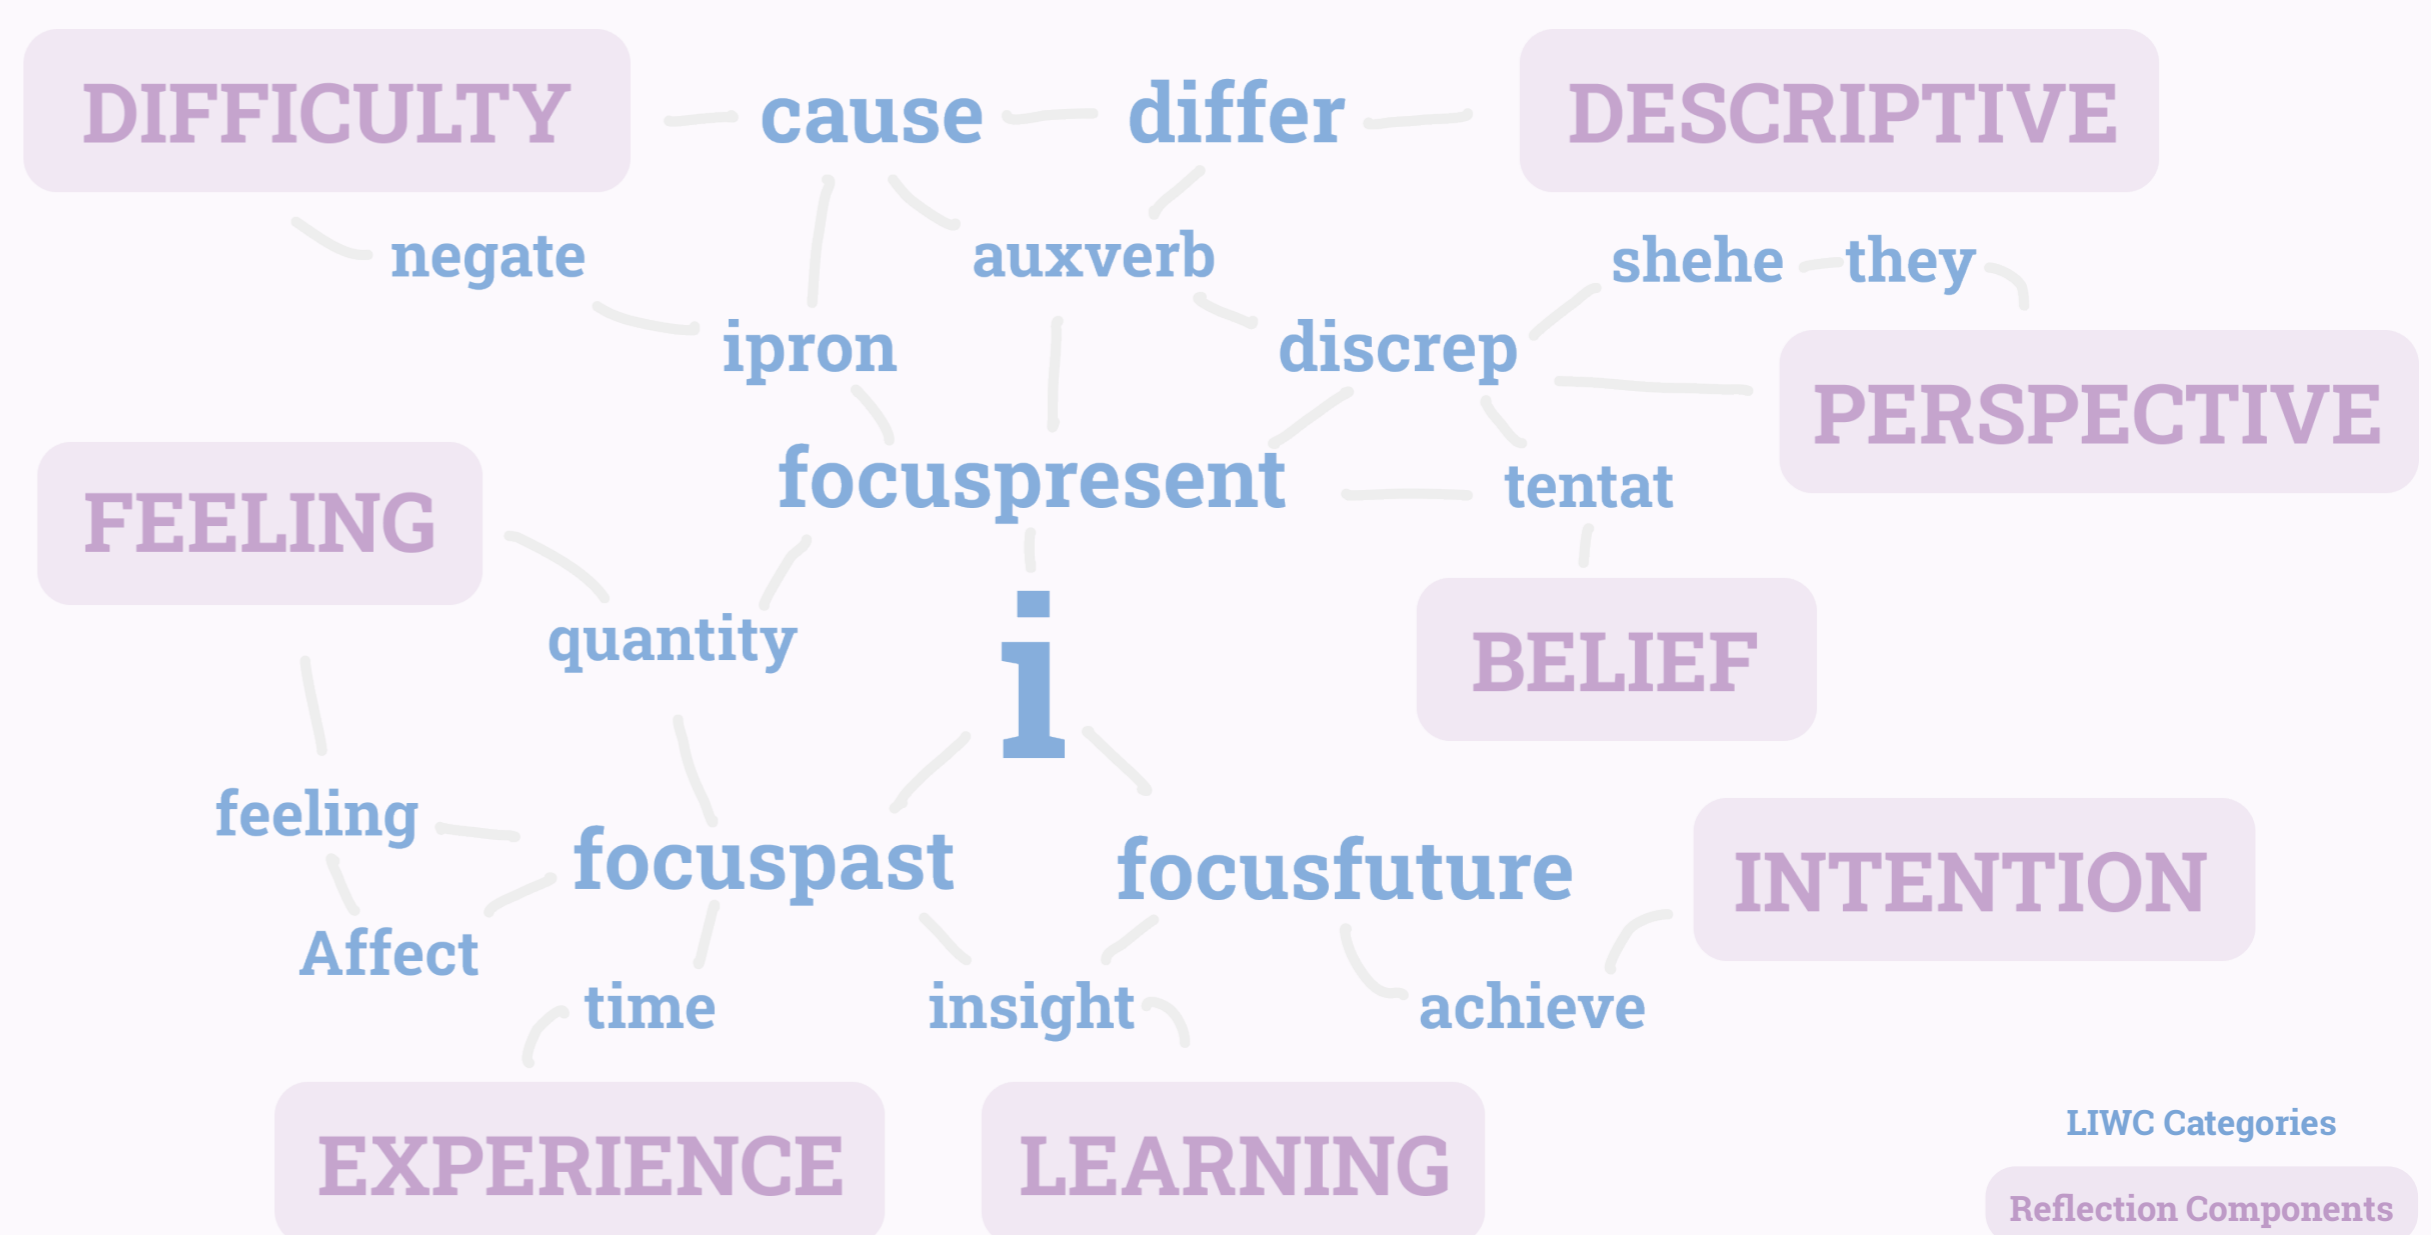 DIFFICULTY
cause
differ
DESCRIPTIVE
negate
auxverb
shehe
they
ipron
discrep
PERSPECTIVE
focuspresent
tentat
FEELING
i
quantity
BELIEF
feeling
focuspast
focusfuture
INTENTION
Affect
time
insight
achieve
EXPERIENCE
LEARNING
LIWC Categories
Reflection Components